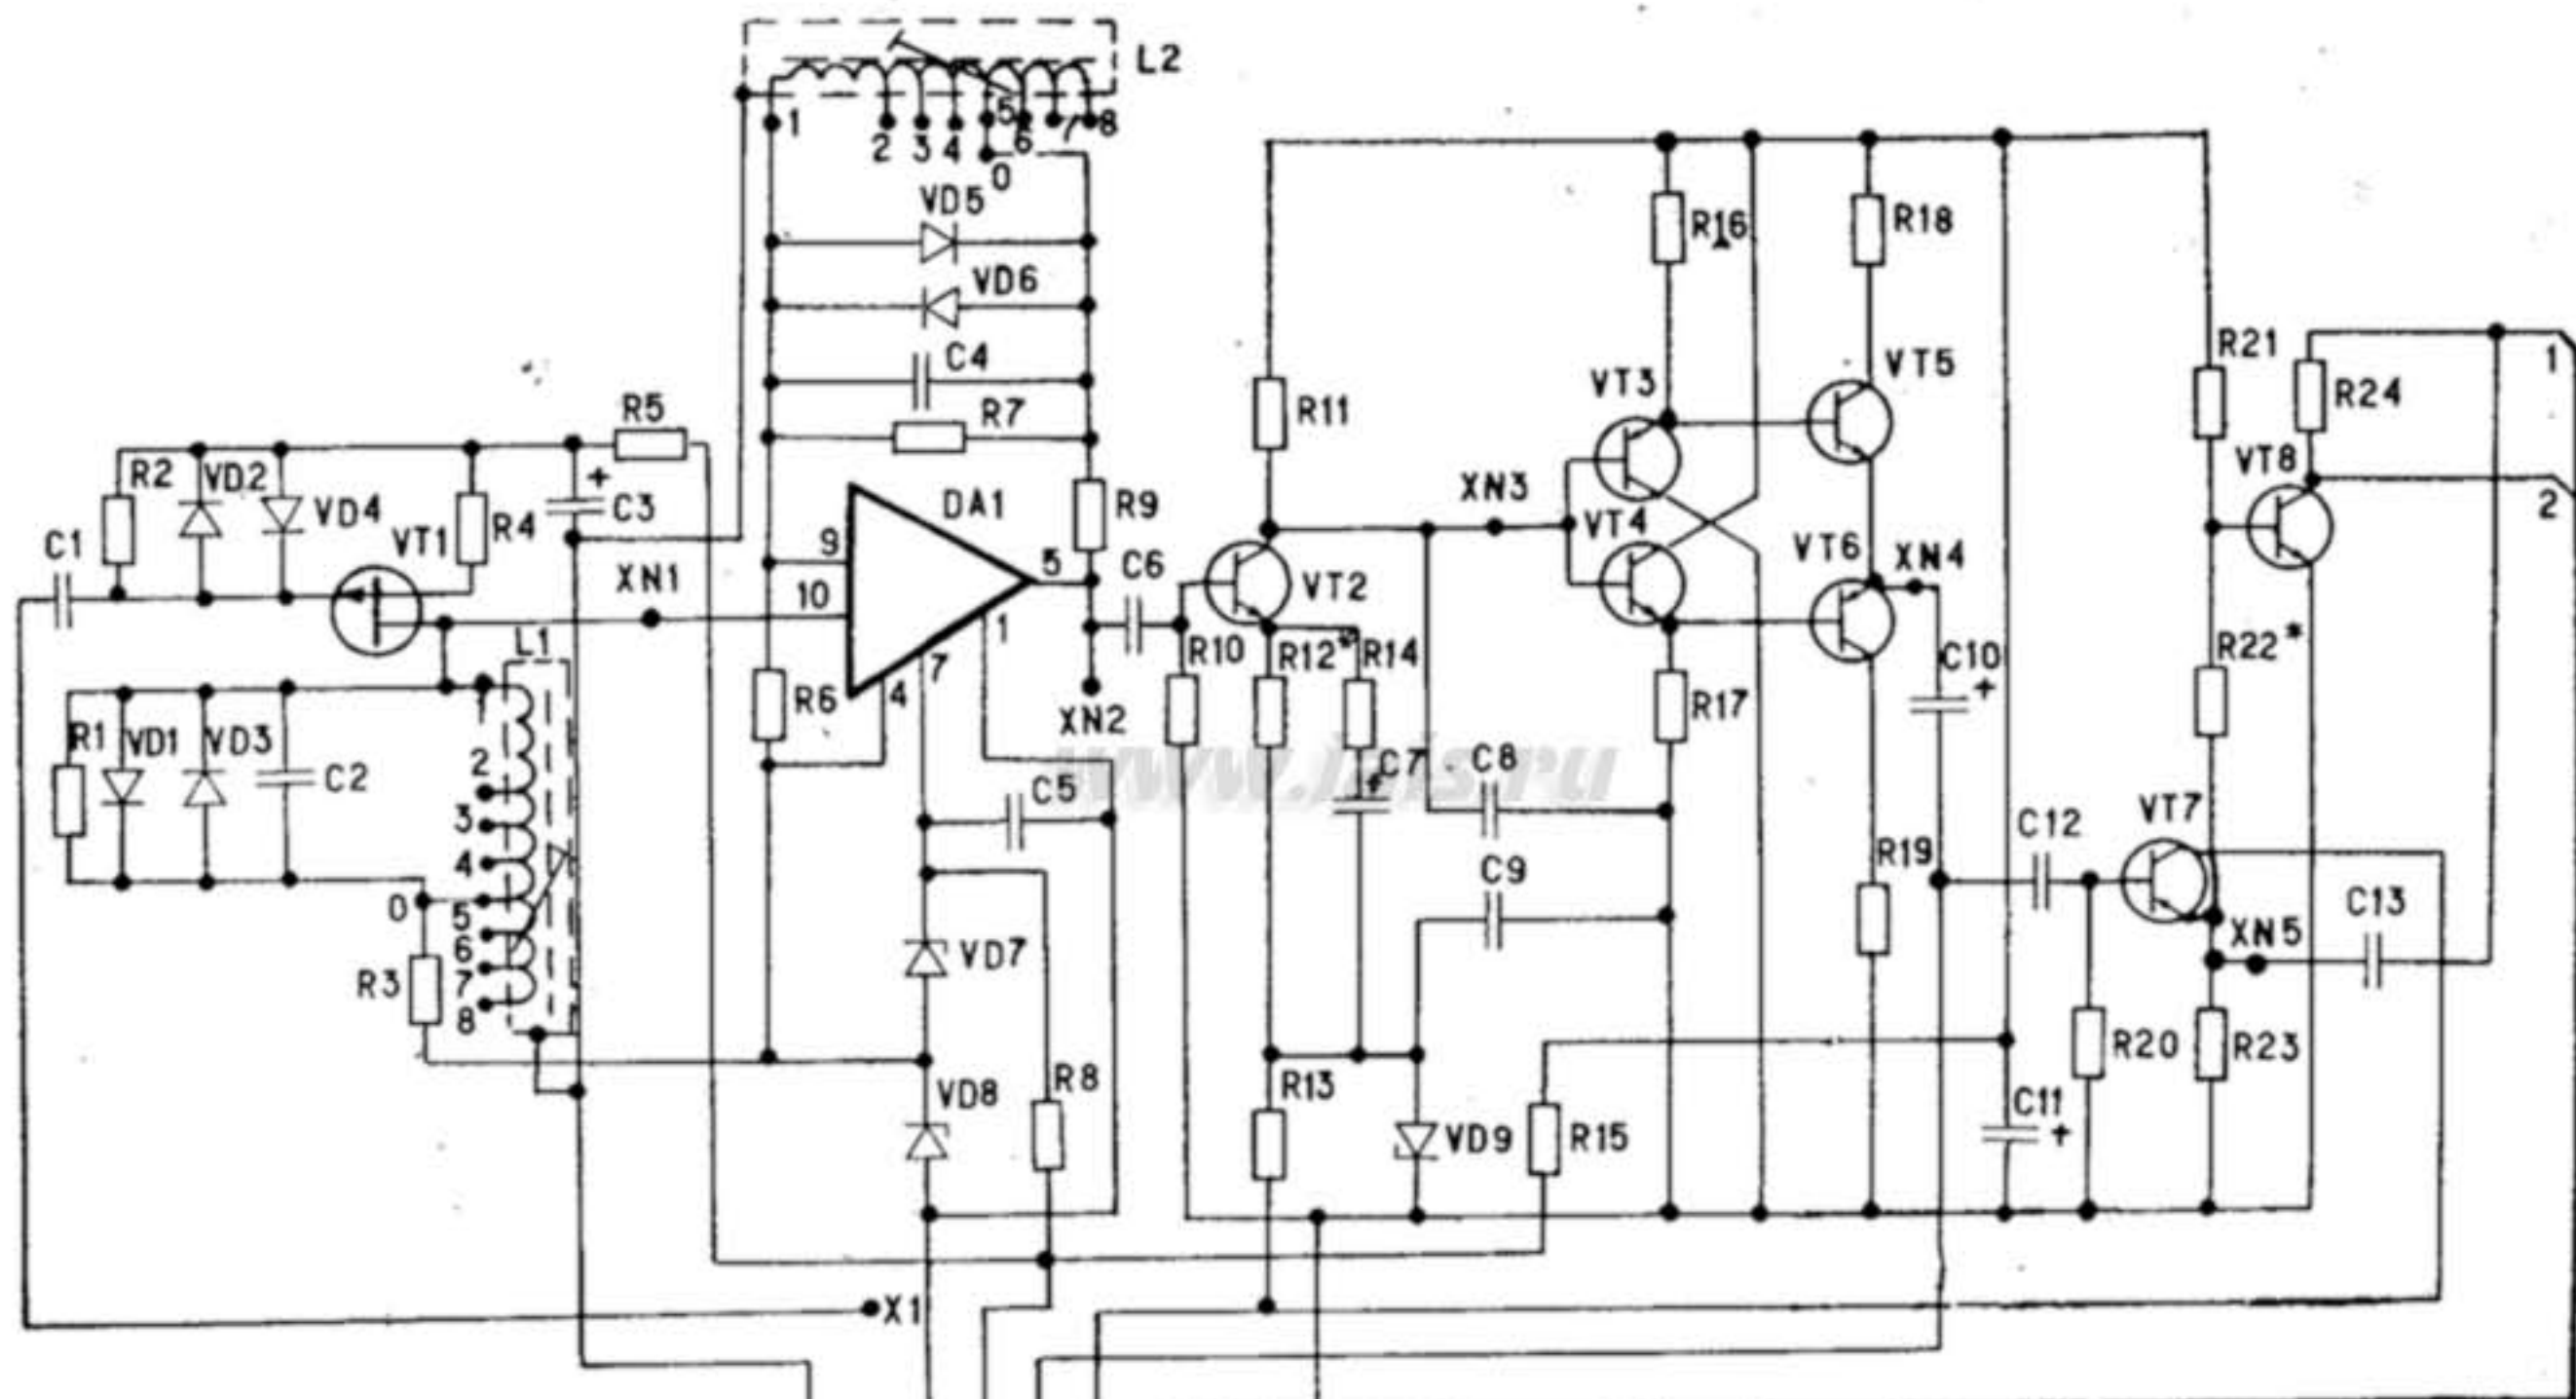 L2
1
5
7
8
2
3
4
6
0
VD5
VD6
C4
R7
R16
R18
R5
R2
VD2
VD4
R4
C3
+
C1
VT1
XN1
9
10
DA1
5
1
7
4
R9
C6
XN2
R6
R11
VT2
R10
R12*
R14
XN3
VT3
VT4
VT5
VT6
XN4
C10
+
R17
R21
R24
1
VT8
2
R22*
L1
1
R1
VD1
VD3
C2
2
3
4
0
5
6
7
8
R3
C5
C7
+
C8
C9
www.
.ru
VD7
VD8
R8
R13
VD9
R15
R19
C12
VT7
XN5
C13
R20
R23
C11
+
X1